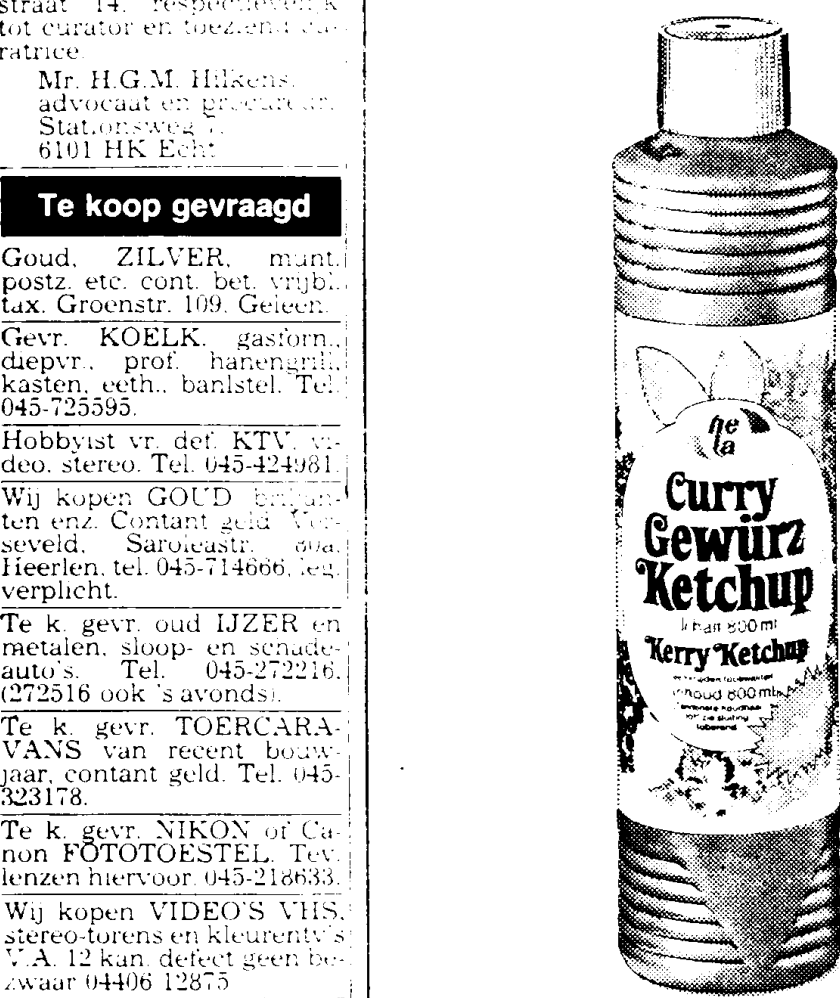 straat 14, respectievelijk
tot curator en toeziend cu-
ratrice.
Mr. H.G.M. Hilkens,
advocaat en procureur,
Stationsweg 7,
6101 HK Echt
Te koop gevraagd
Goud, ZILVER, munt.
postz. etc. cont. bet. vrijbl.
tax. Groenstr. 109. Geleen.
Gevr. KOELK. gasforn.,
diepvr., prof. hanengrill,
kasten, eeth., banlstel. Tel.
045-725595.
Hobbyist vr. def. KTV, vi-
deo, stereo. Tel. 045-424981.
Wij kopen GOUD briljan-
ten enz. Contant geld. Ver-
seveld, Saroleastr. 80a,
Heerlen, tel. 045-714666, leg.
verplicht.
Te k. gevr. oud IJZER en
metalen, sloop- en schade-
auto's. Tel. 045-272216.
(272516 ook 's avonds).
Te k. gevr. TOERCARA-
VANS van recent bouw-
jaar, contant geld. Tel. 045-
323178.
Te k. gevr. NIKON of Ca-
non FOTOTOESTEL. Tev.
lenzen hiervoor. 045-218633.
Wij kopen VIDEO'S VHS,
stereo-torens en kleurentv's
V.A. 12 kan. defect geen be-
zwaar 04406 12875
he
la
Curry
Gewürz
Ketchup
Inhalt 800 ml
Kerry Ketchup
inhoud 800 ml